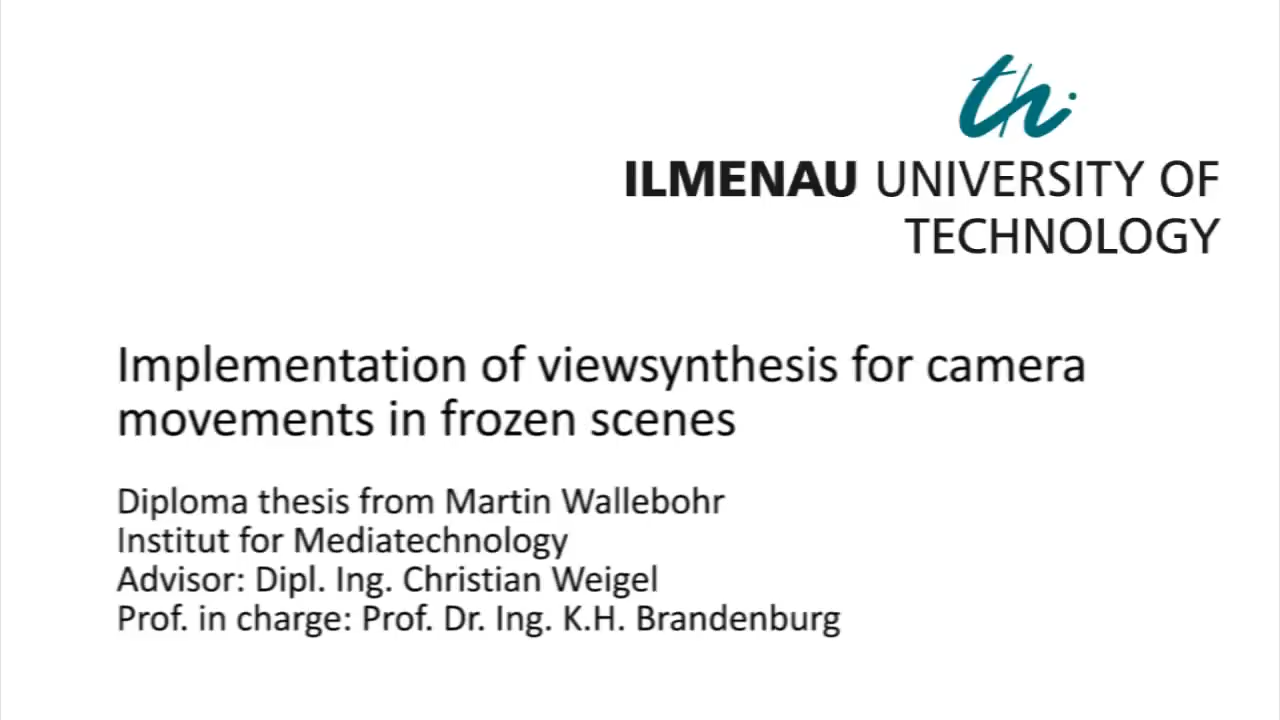 th.
ILMENAU UNIVERSITY OF
TECHNOLOGY
Implementation of viewsynthesis for camera
movements in frozen scenes
Diploma thesis from Martin Wallebohr
Institut for Mediatechnology
Advisor: Dipl. Ing. Christian Weigel
Prof. in charge: Prof. Dr. Ing. K.H. Brandenburg